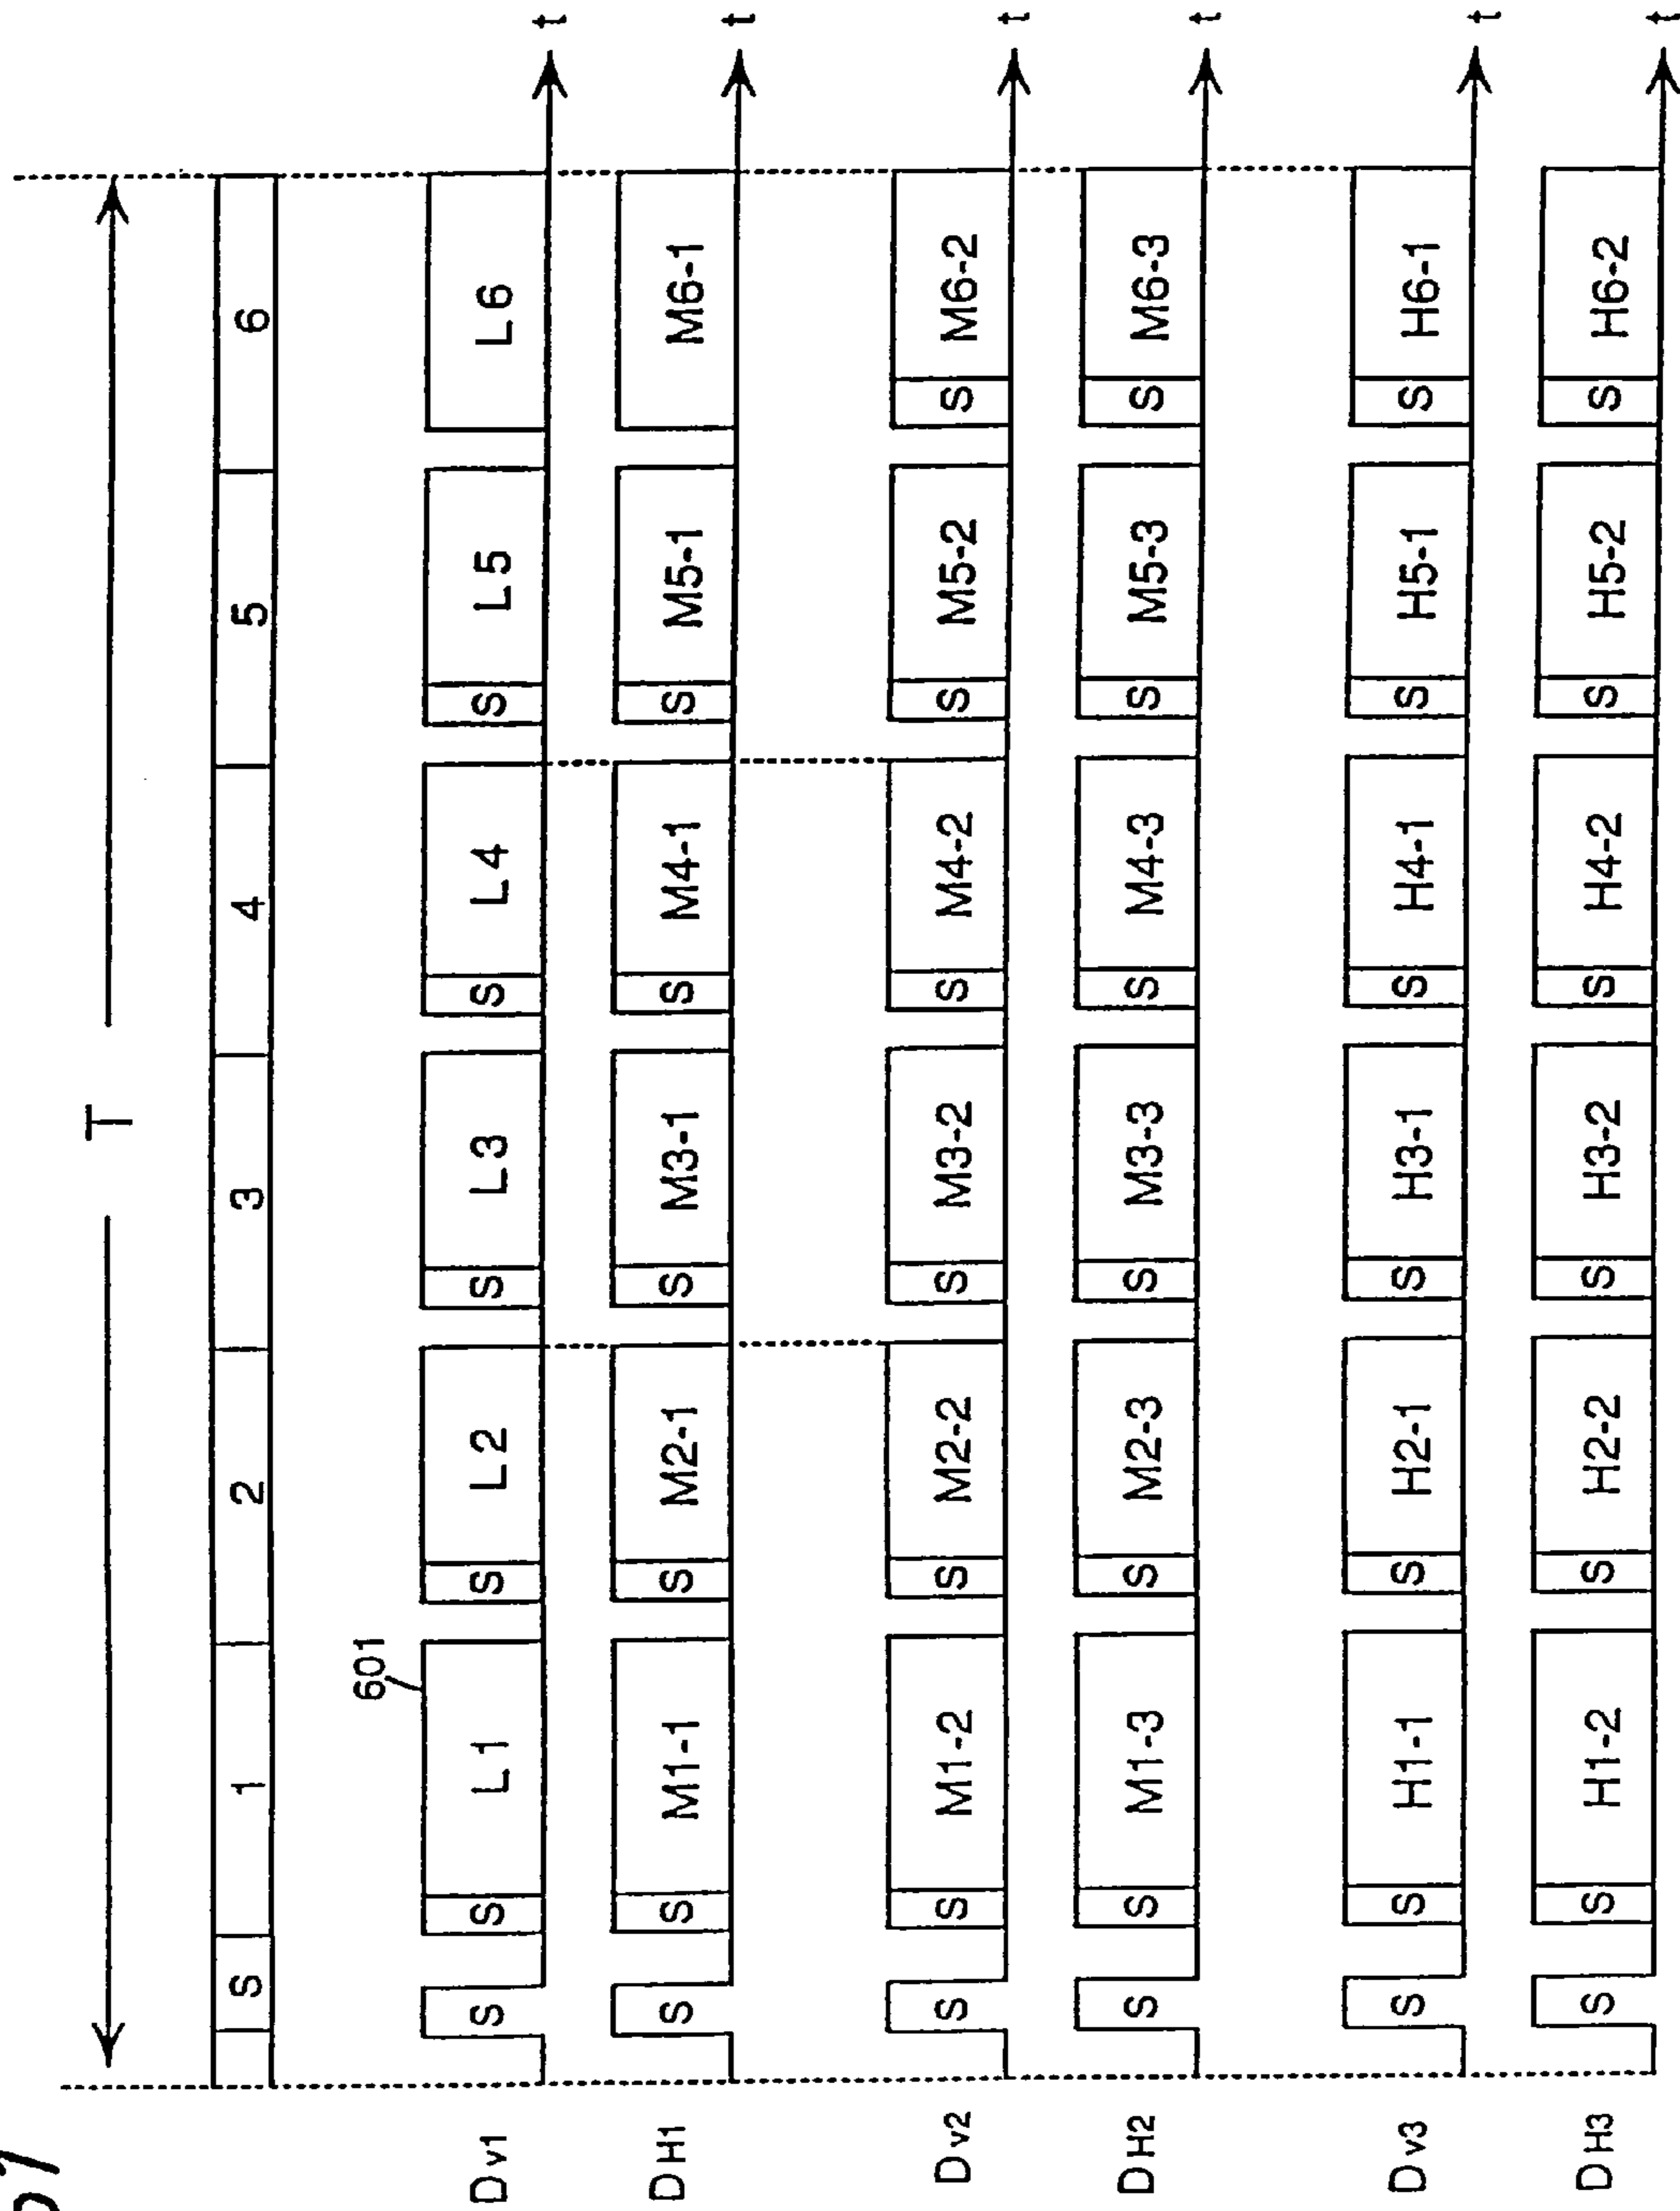 T
S 1 2 3 4 5 6
601
Dv1 S S L1 S L2 S L3 S L4 S L5 L6 t
DH1 S S M1-1 S M2-1 S M3-1 S M4-1 S M5-1 M6-1 t
Dv2 S S M1-2 S M2-2 S M3-2 S M4-2 S M5-2 S M6-2 t
DH2 S S M1-3 S M2-3 S M3-3 S M4-3 S M5-3 S M6-3 t
Dv3 S S H1-1 S H2-1 S H3-1 S H4-1 S H5-1 S H6-1 t
DH3 S S H1-2 S H2-2 S H3-2 S H4-2 S H5-2 S H6-2 t